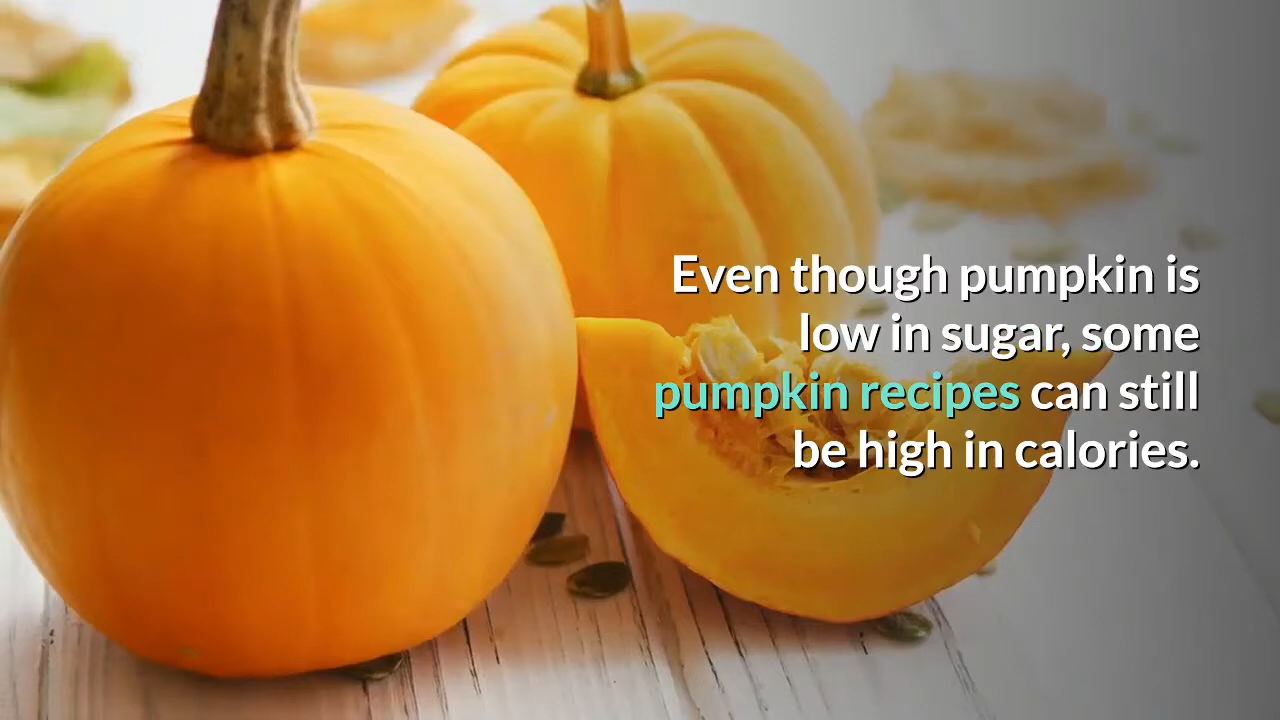 Even though pumpkin is
low in sugar, some
pumpkin recipes can still
be high in calories.